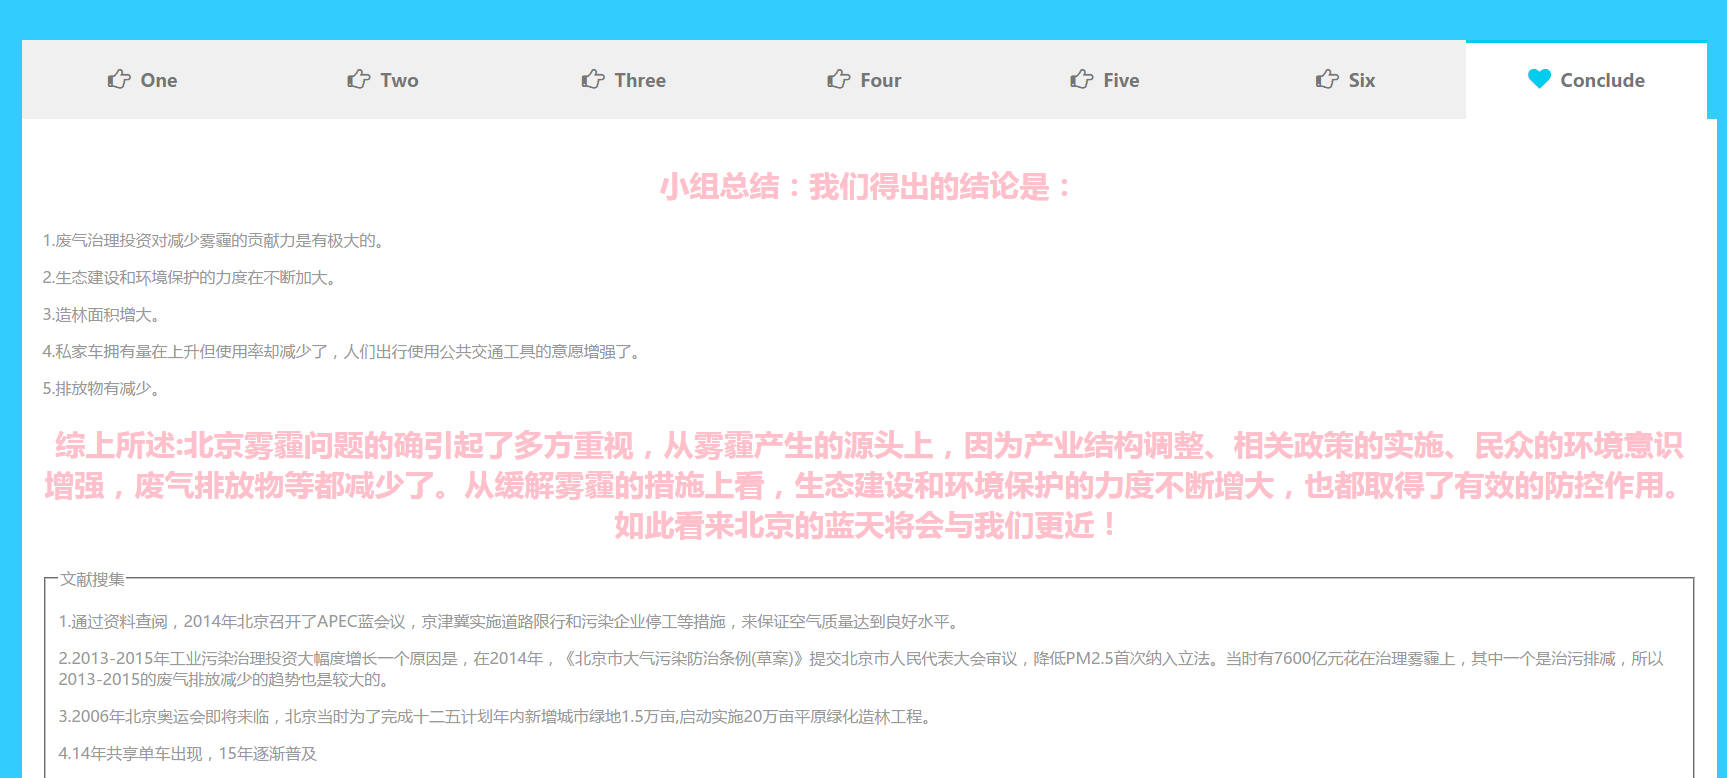 One Two Three Four Five Six Conclude
小组总结：我们得出的结论是：
1.废气治理投资对减少雾霾的贡献力是有极大的。
2.生态建设和环境保护的力度在不断加大。
3.造林面积增大。
4.私家车拥有量在上升但使用率却减少了，人们出行使用公共交通工具的意愿增强了。
5.排放物有减少。
综上所述:北京雾霾问题的确引起了多方重视，从雾霾产生的源头上，因为产业结构调整、相关政策的实施、民众的环境意识
增强，废气排放物等都减少了。从缓解雾霾的措施上看，生态建设和环境保护的力度不断增大，也都取得了有效的防控作用。
如此看来北京的蓝天将会与我们更近！
文献搜集
1.通过资料查阅，2014年北京召开了APEC蓝会议，京津冀实施道路限行和污染企业停工等措施，来保证空气质量达到良好水平。
2.2013-2015年工业污染治理投资大幅度增长一个原因是，在2014年，《北京市大气污染防治条例(草案)》提交北京市人民代表大会审议，降低PM2.5首次纳入立法。当时有7600亿元花在治理雾霾上，其中一个是治污排减，所以
2013-2015的废气排放减少的趋势也是较大的。
3.2006年北京奥运会即将来临，北京当时为了完成十二五计划年内新增城市绿地1.5万亩,启动实施20万亩平原绿化造林工程。
4.14年共享单车出现，15年逐渐普及